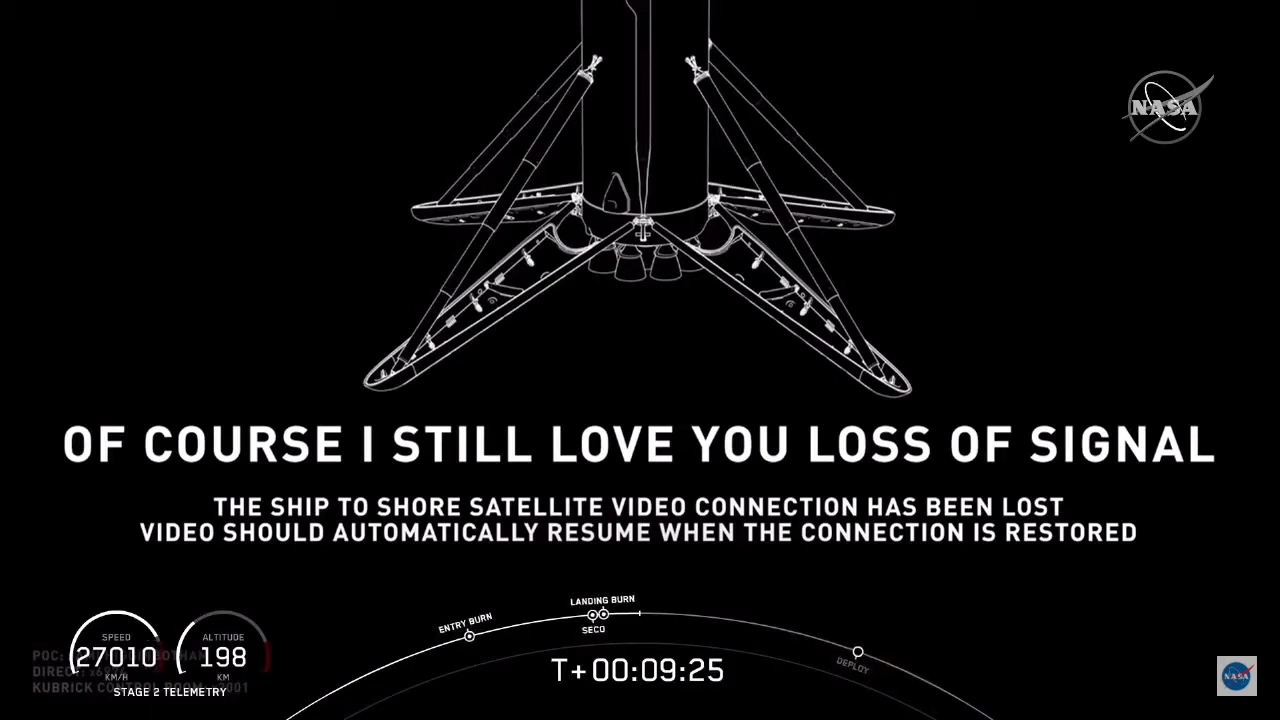 NASA
OF COURSE I STILL LOVE YOU LOSS OF SIGNAL
THE SHIP TO SHORE SATELLITE VIDEO CONNECTION HAS BEEN LOST
VIDEO SHOULD AUTOMATICALLY RESUME WHEN THE CONNECTION IS RESTORED
ENTRY BURN
LANDING BURN
SECO
DEPLOY
T+00:09:25
SPEED
27010
KM/H
ALTITUDE
198
KM
STAGE 2 TELEMETRY
POC:
KUBRICK CONTROL
NASA